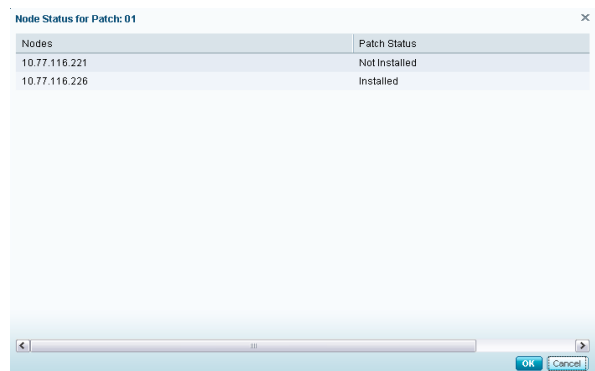 Node Status for Patch: 01
Nodes Patch Status
10.77.116.221 Not Installed
10.77.116.226 Installed
OK Cancel